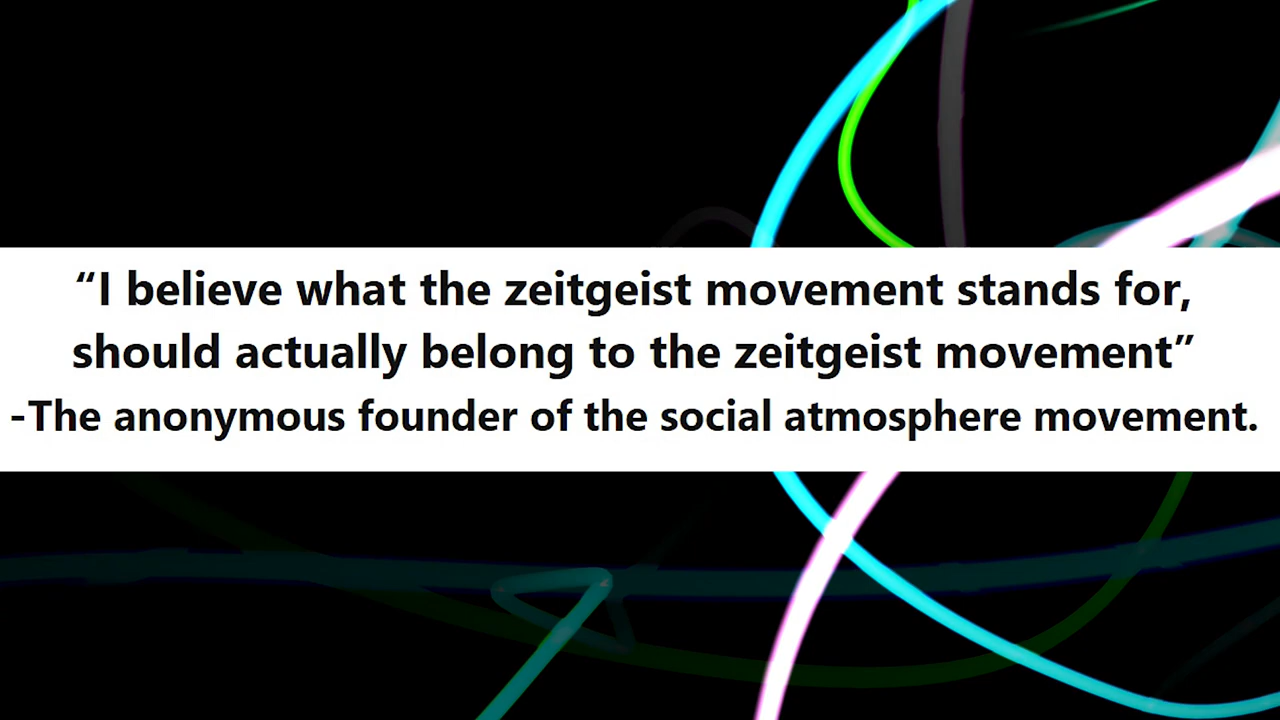 “I believe what the zeitgeist movement stands for,
should actually belong to the zeitgeist movement”
-The anonymous founder of the social atmosphere movement.